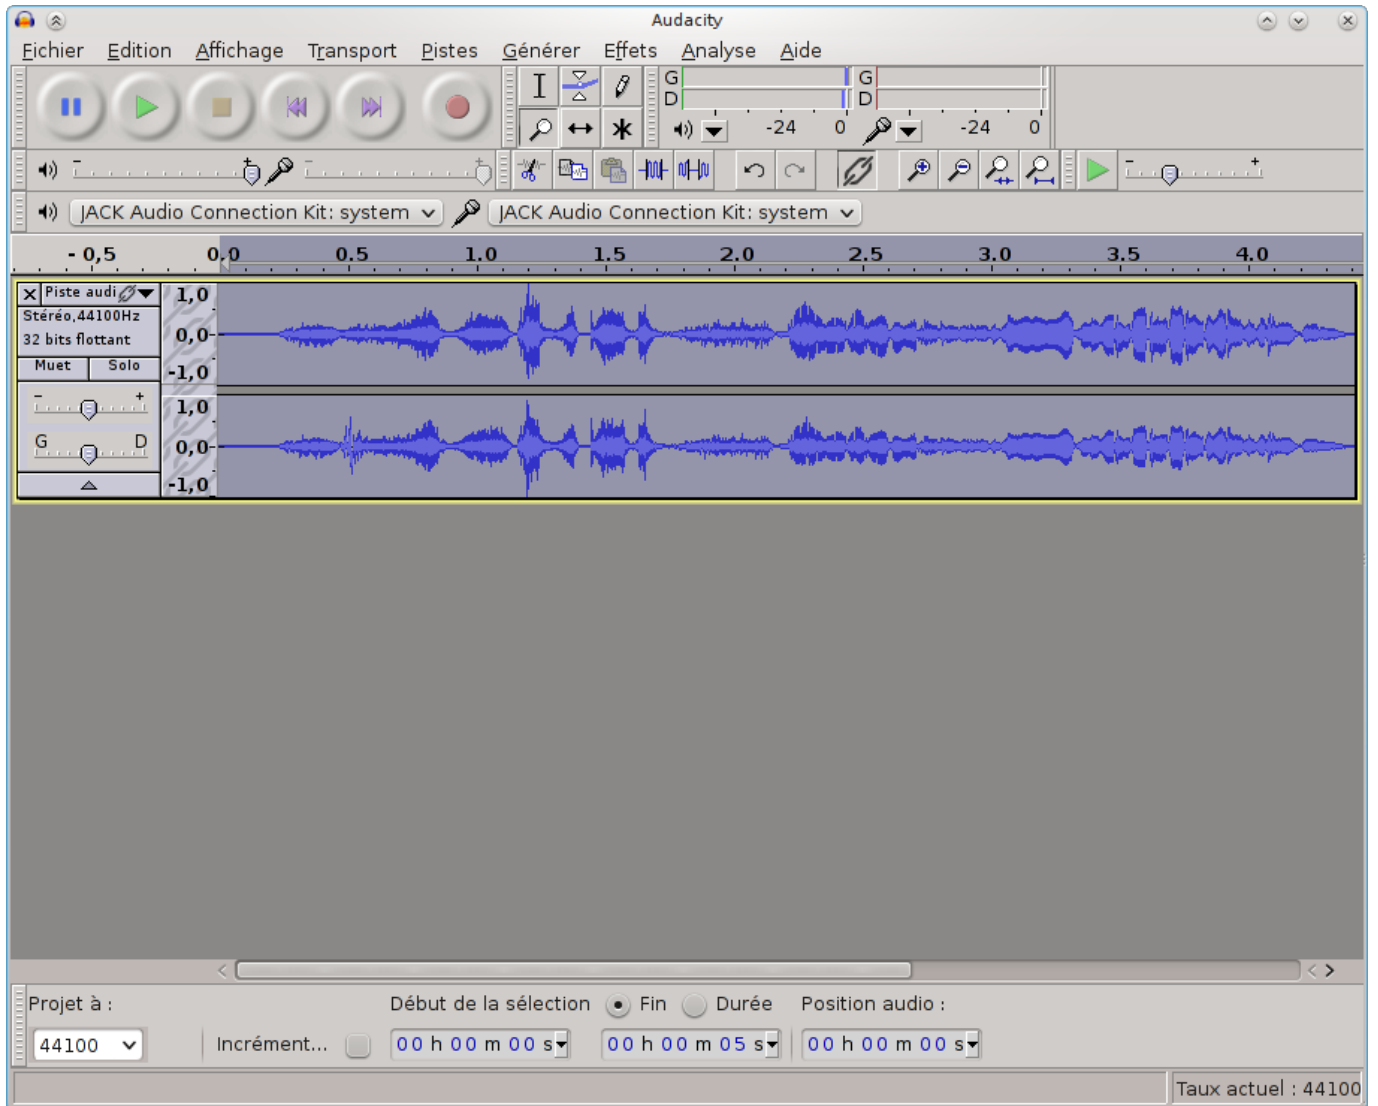 Audacity
Fichier Edition Affichage Transport Pistes Générer Effets Analyse Aide
G G
D D
-24 0 -24 0
JACK Audio Connection Kit: system JACK Audio Connection Kit: system
- 0,5 0,0 0.5 1.0 1.5 2.0 2.5 3.0 3.5 4.0
Piste audi 1,0
Stéréo,44100Hz
32 bits flottant 0,0-
Muet Solo -1,0
- + 1,0
G D 0,0-
-1,0
Projet à : Début de la sélection Fin Durée Position audio :
44100 Incrément... 00 h 00 m 00 s 00 h 00 m 05 s 00 h 00 m 00 s
Taux actuel : 44100